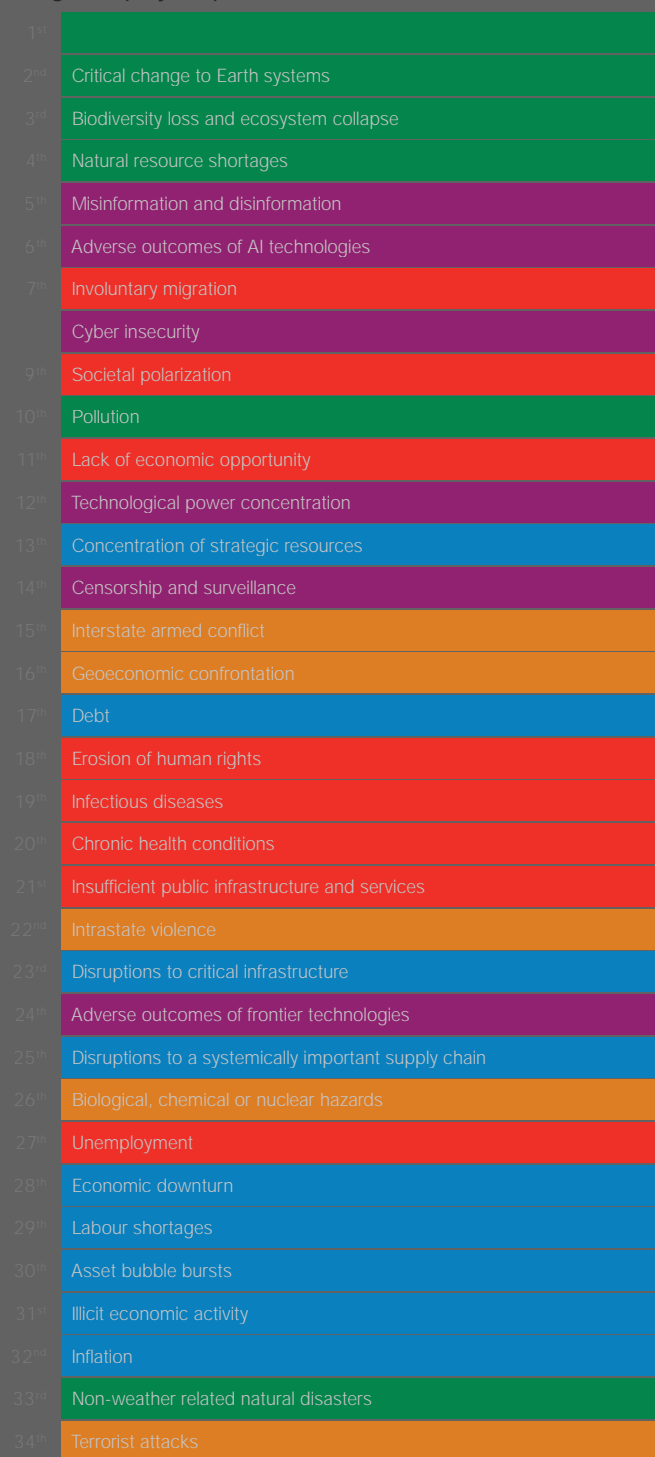 1st
2nd Critical change to Earth systems
3rd Biodiversity loss and ecosystem collapse
4th Natural resource shortages
5th Misinformation and disinformation
6th Adverse outcomes of AI technologies
7th Involuntary migration
Cyber insecurity
9th Societal polarization
10th Pollution
11th Lack of economic opportunity
12th Technological power concentration
13th Concentration of strategic resources
14th Censorship and surveillance
15th Interstate armed conflict
16th Geoeconomic confrontation
17th Debt
18th Erosion of human rights
19th Infectious diseases
20th Chronic health conditions
21st Insufficient public infrastructure and services
22nd Intrastate violence
23rd Disruptions to critical infrastructure
24th Adverse outcomes of frontier technologies
25th Disruptions to a systemically important supply chain
26th Biological, chemical or nuclear hazards
27th Unemployment
28th Economic downturn
29th Labour shortages
30th Asset bubble bursts
31st Illicit economic activity
32nd Inflation
33rd Non-weather related natural disasters
34th Terrorist attacks